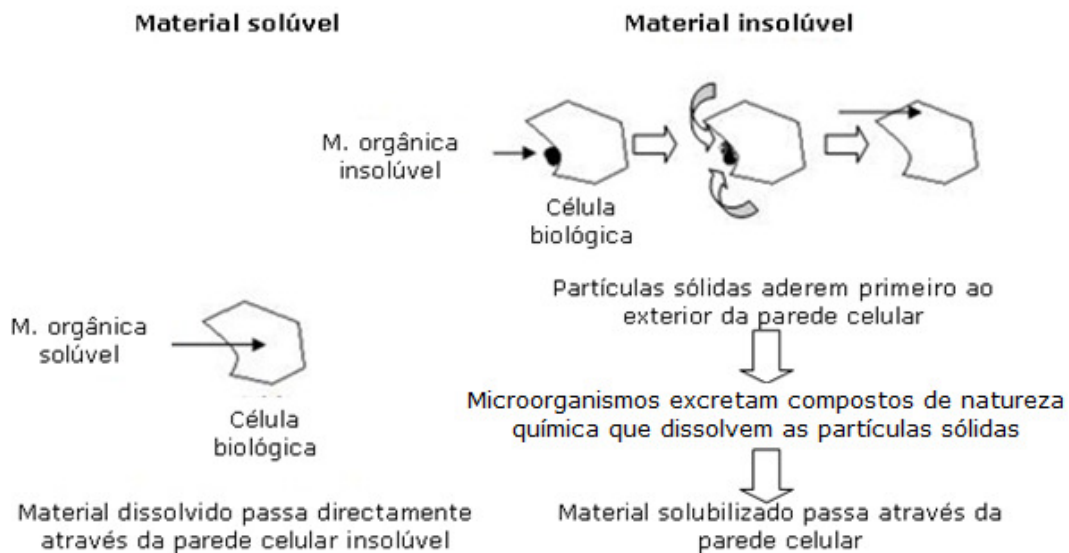 Material solúvel
Material insolúvel
M. orgânica
insolúvel
Célula
biológica
Partículas sólidas aderem primeiro ao
exterior da parede celular
M. orgânica
solúvel
Célula
biológica
Microorganismos excretam compostos de natureza
química que dissolvem as partículas sólidas
Material dissolvido passa directamente
através da parede celular insolúvel
Material solubilizado passa através da
parede celular